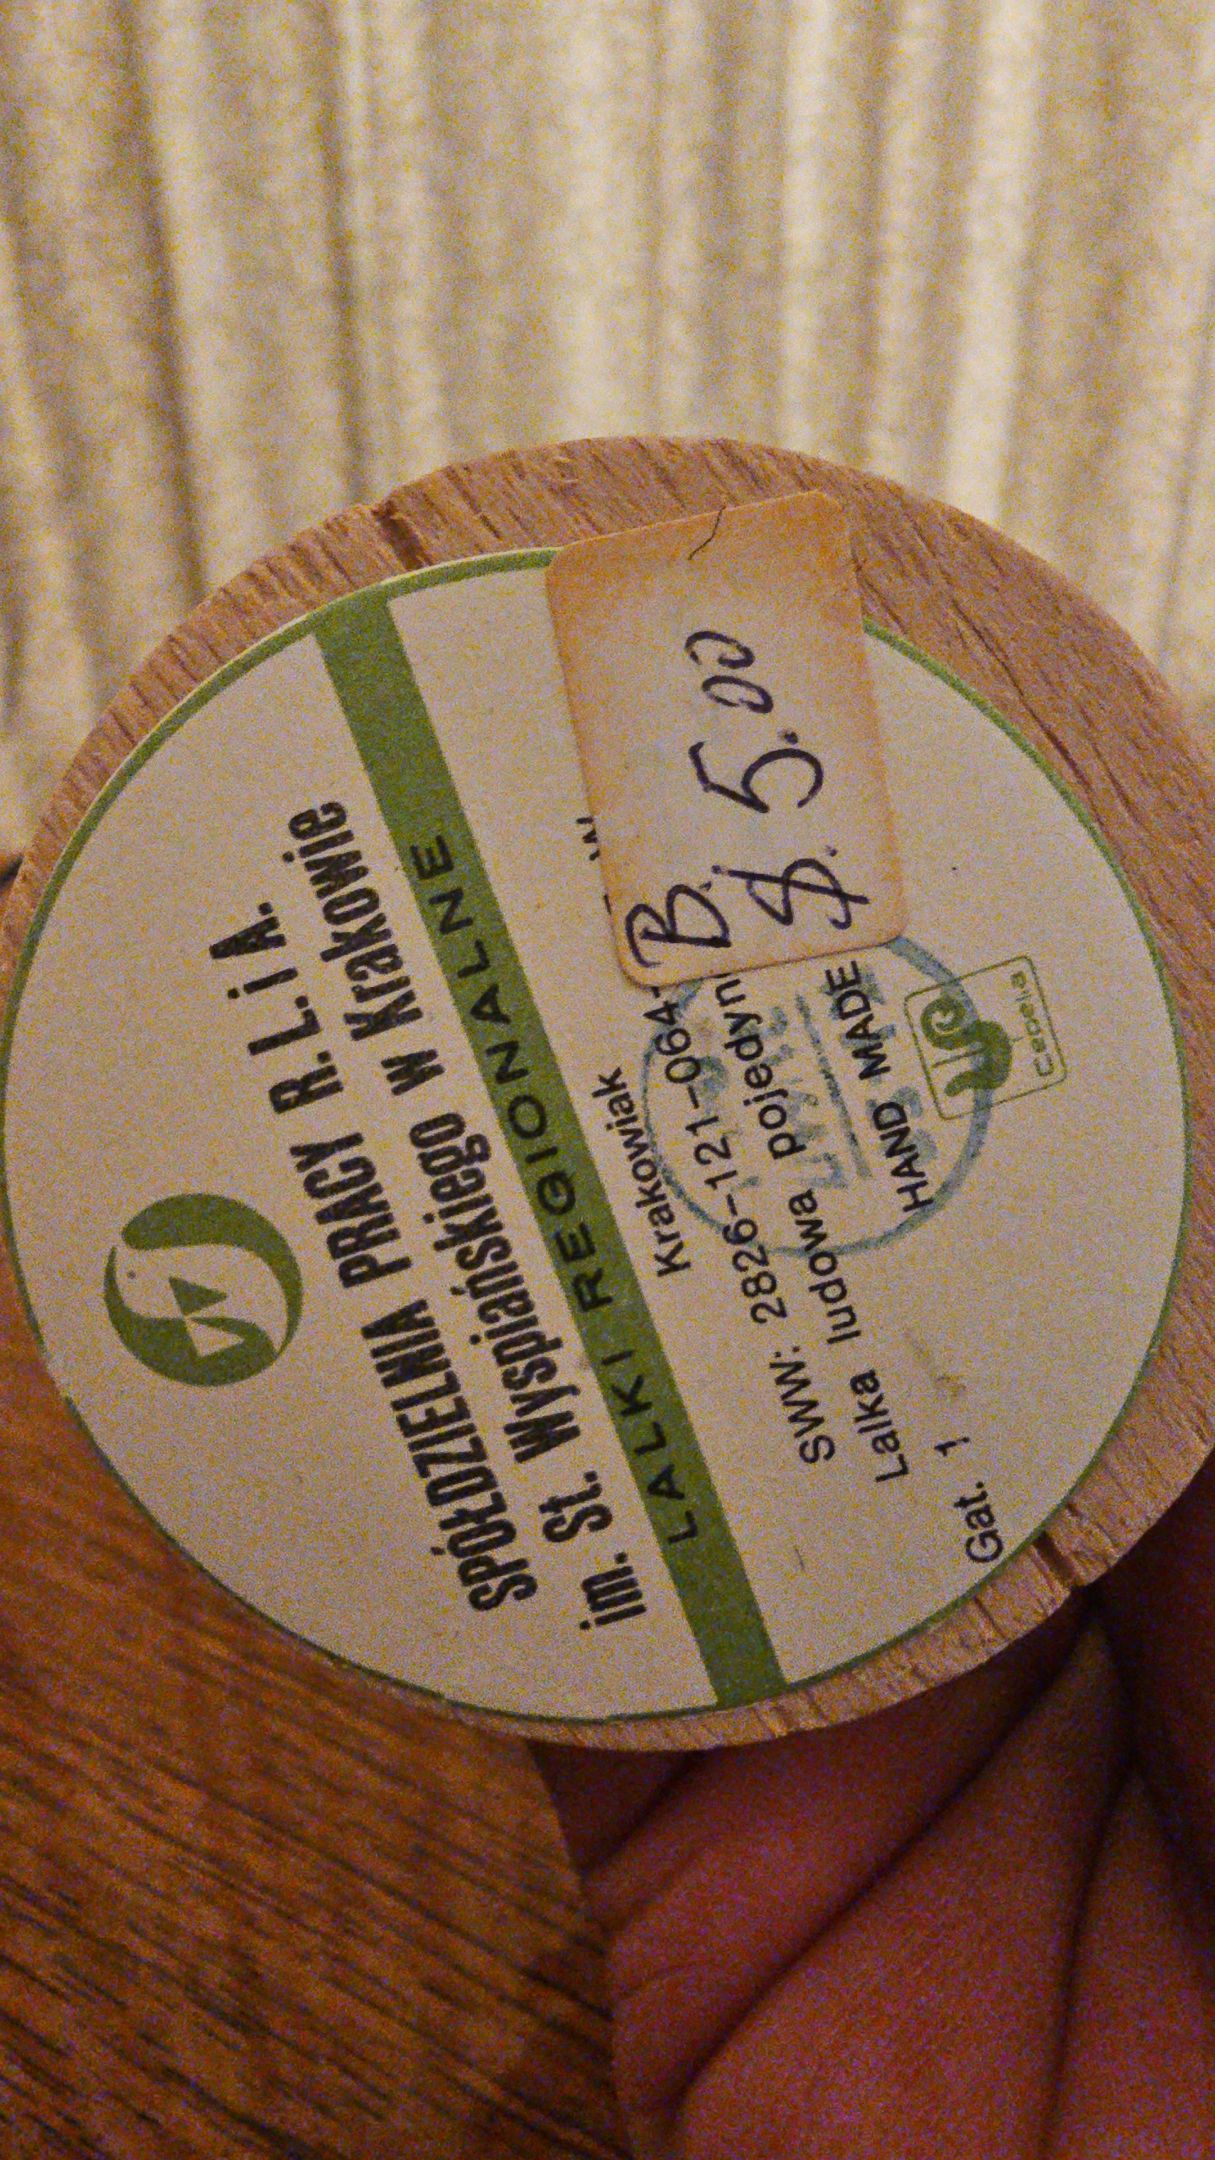 SPÓŁDZIELNIA PRACY R.L. i A.
im. St. Wyspiańskiego w Krakowie
LALKI REGIONALNE
Krakowiak
SWW: 2826-121-064-
Lalka ludowa pojedyn
HAND MADE
Gat. 1
cepelia
B.
$ 5.00